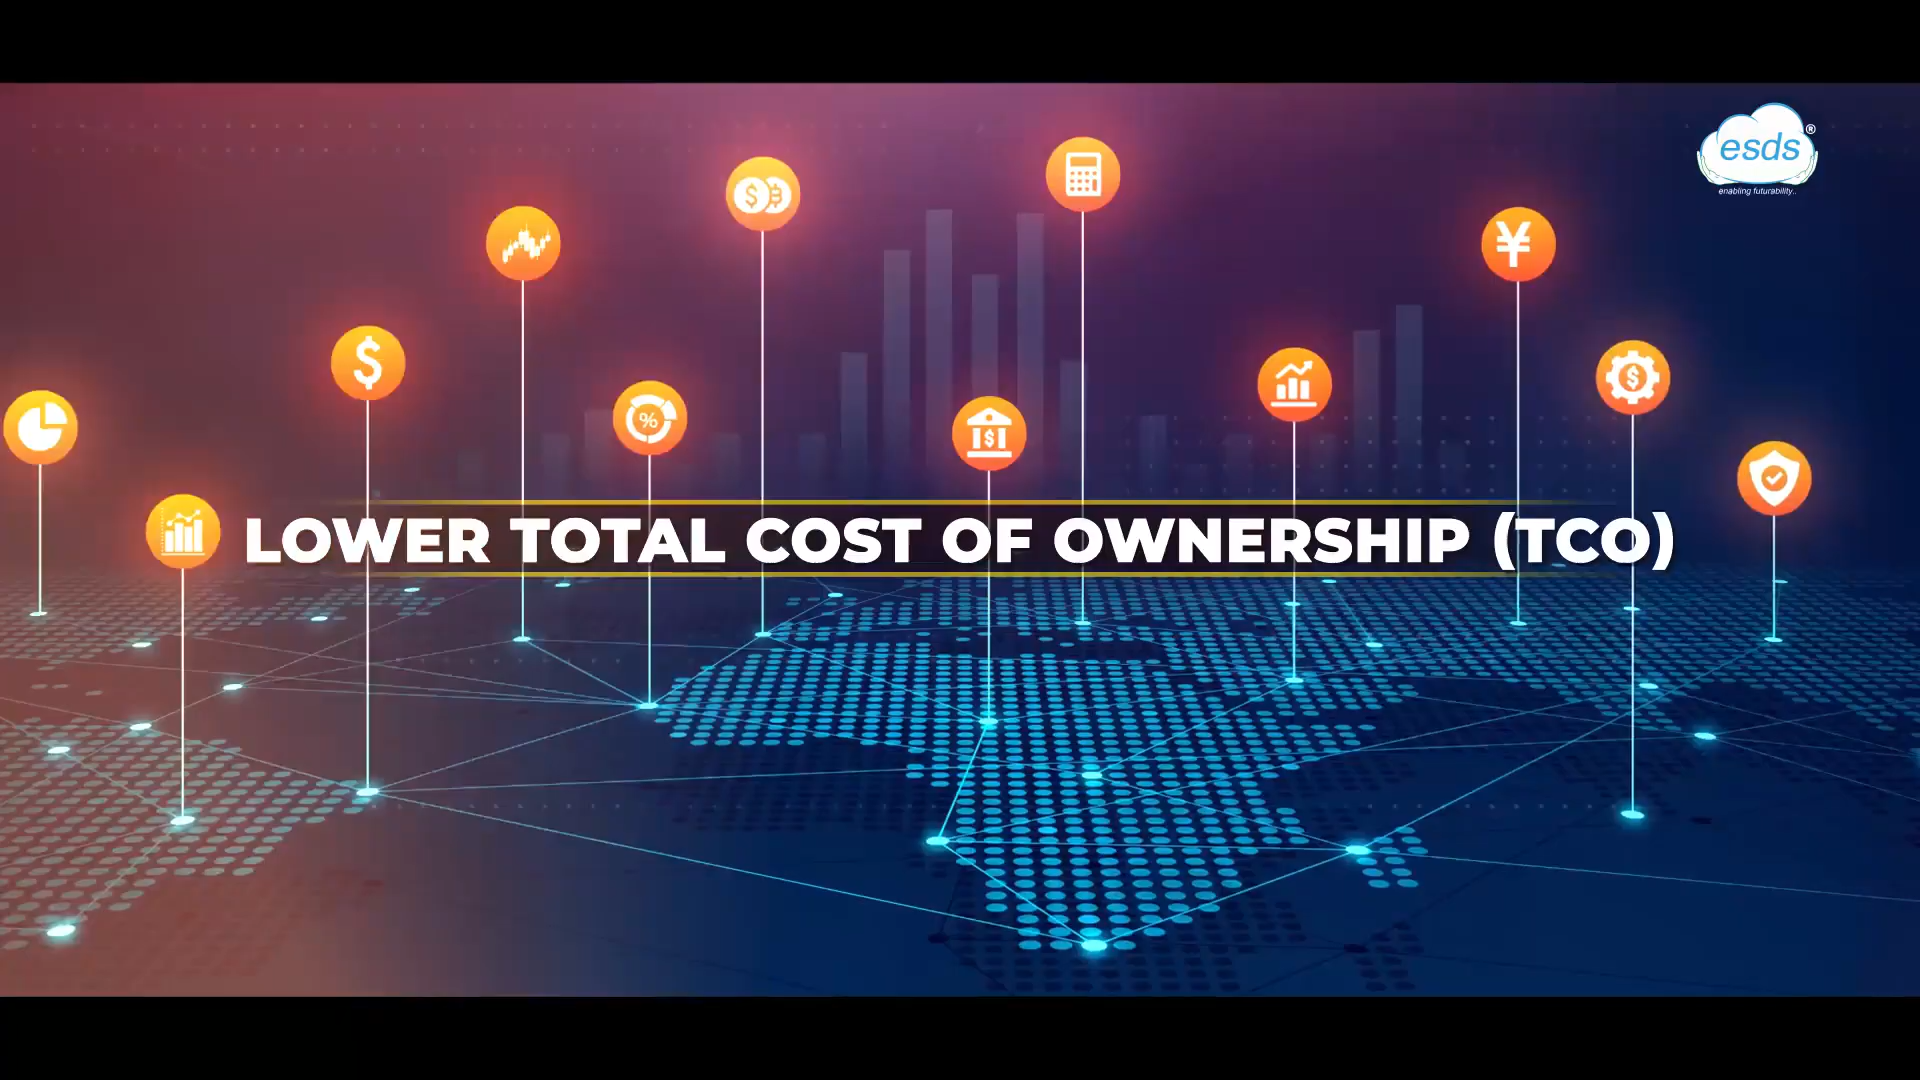 esds®
enabling futurability..
$ ฿
¥
$
%
$
$
LOWER TOTAL COST OF OWNERSHIP (TCO)